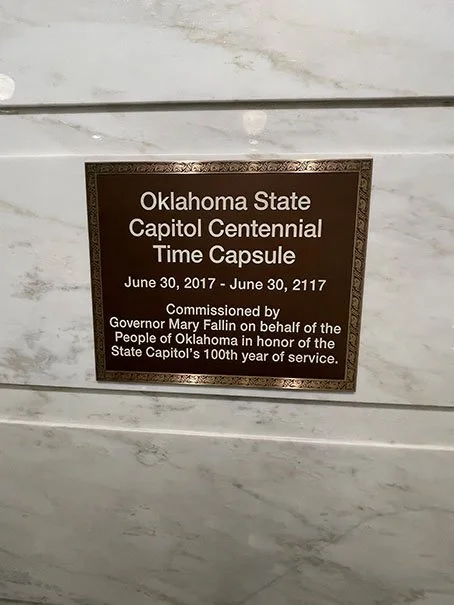 Oklahoma State
Capitol Centennial
Time Capsule
June 30, 2017 - June 30, 2117
Commissioned by
Governor Mary Fallin on behalf of the
People of Oklahoma in honor of the
State Capitol's 100th year of service.